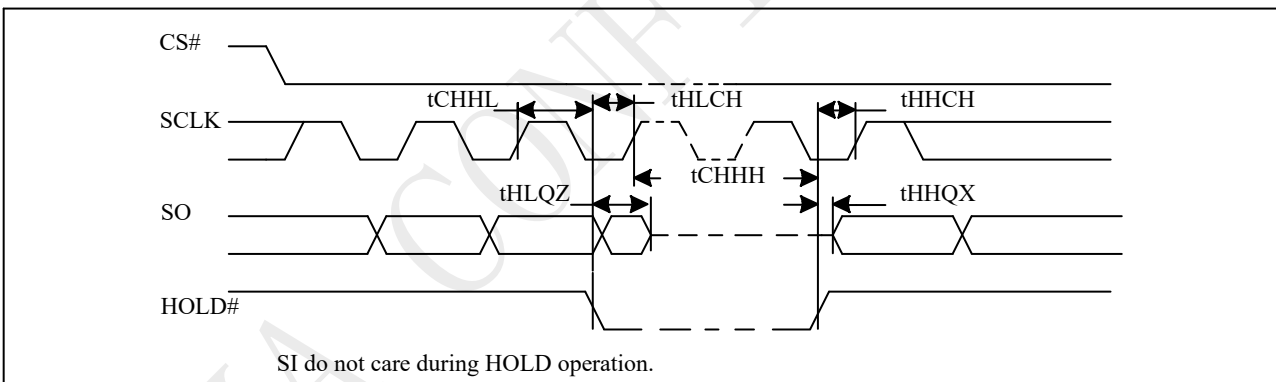 CS#
tCHHL tHLCH tHHCH
SCLK
tCHHH
tHLQZ tHHQX
SO
HOLD#
SI do not care during HOLD operation.